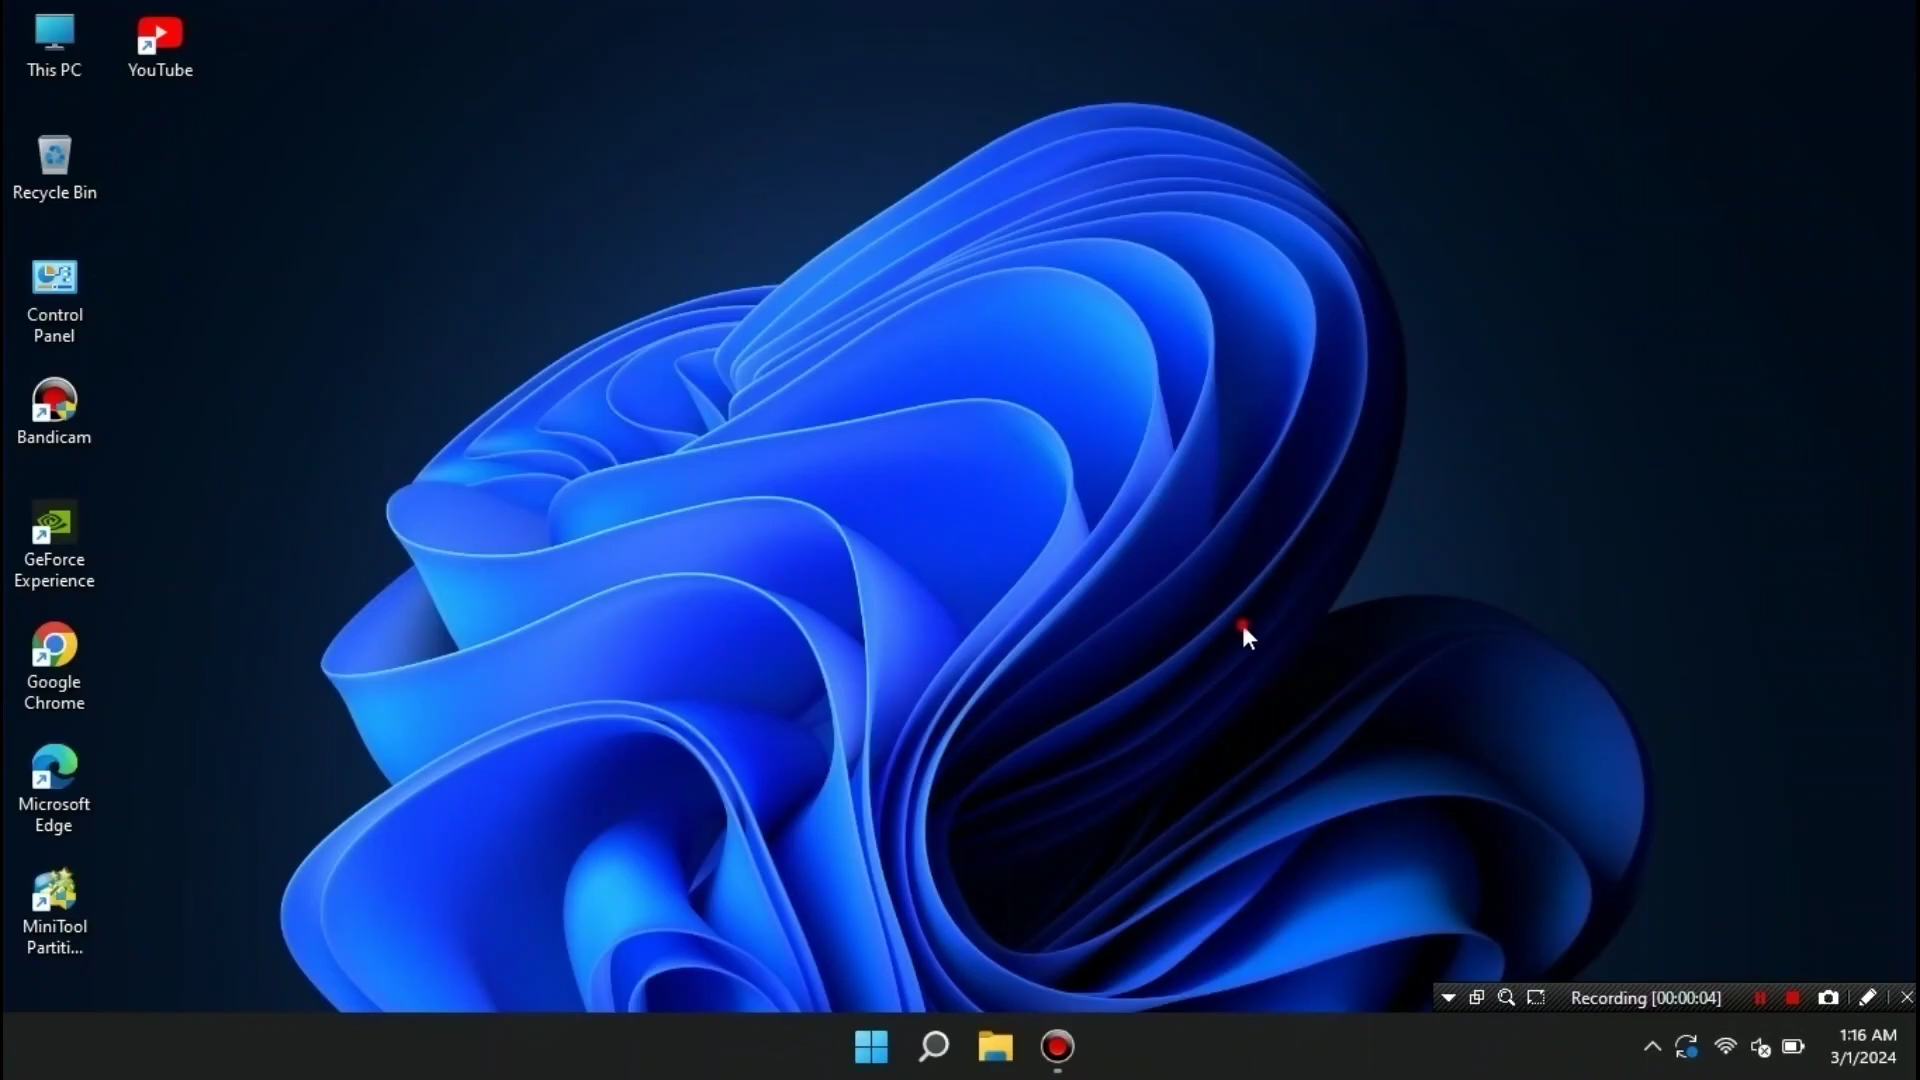 This PC
YouTube
Recycle Bin
Control
Panel
Bandicam
GeForce
Experience
Google
Chrome
Microsoft
Edge
MiniTool
Partiti...
Recording [00:00:04]
1:16 AM
3/1/2024